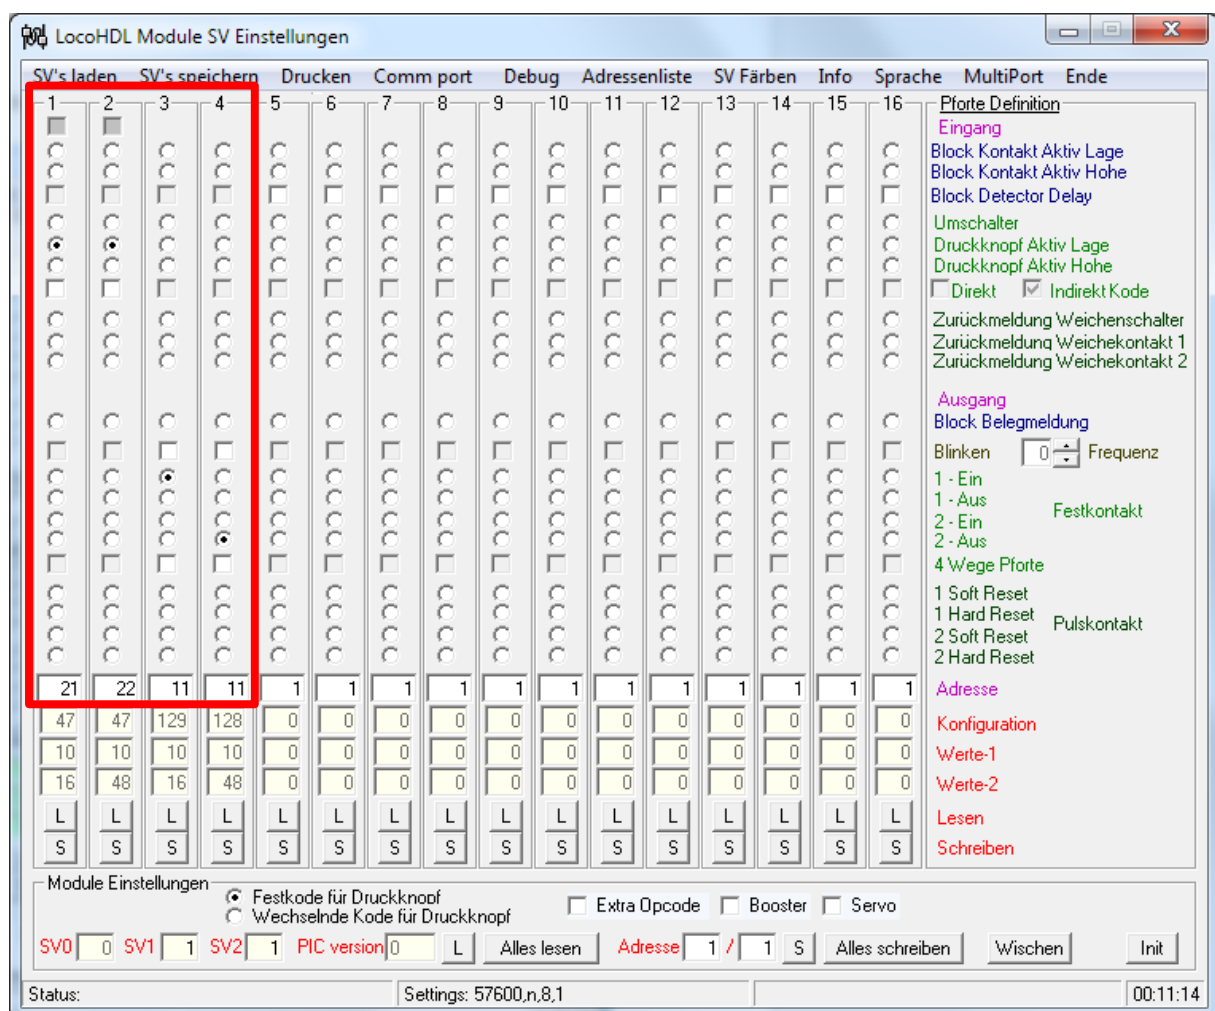 LocoHDL Module SV Einstellungen
SV's laden SV's speichern Drucken Comm port Debug Adressenliste SV Färben Info Sprache MultiPort Ende
1 2 3 4 5 6 7 8 9 10 11 12 13 14 15 16 Pforte Definition
Eingang
Block Kontakt Aktiv Lage
Block Kontakt Aktiv Hohe
Block Detector Delay
Umschalter
Druckknopf Aktiv Lage
Druckknopf Aktiv Hohe
Direkt Indirekt Kode
Zurückmeldung Weichenschalter
Zurückmeldung Weichekontakt 1
Zurückmeldung Weichekontakt 2
Ausgang
Block Belegmeldung
Blinken 0 Frequenz
1 - Ein
1 - Aus
Festkontakt
2 - Ein
2 - Aus
4 Wege Pforte
1 Soft Reset
1 Hard Reset
Pulskontakt
2 Soft Reset
2 Hard Reset
21 22 11 11 1 1 1 1 1 1 1 1 1 1 1 1 Adresse
47 47 129 128 0 0 0 0 0 0 0 0 0 0 0 0 Konfiguration
10 10 10 10 0 0 0 0 0 0 0 0 0 0 0 0 Werte-1
16 48 16 48 0 0 0 0 0 0 0 0 0 0 0 0 Werte-2
L L L L L L L L L L L L L L L L Lesen
S S S S S S S S S S S S S S S S Schreiben
Module Einstellungen
Festkode für Druckknopf
Wechselnde Kode für Druckknopf
Extra Opcode Booster Servo
SV0 0 SV1 1 SV2 1 PIC version 0 L Alles lesen Adresse 1 / 1 S Alles schreiben Wischen Init
Status: Settings: 57600,n,8,1 00:11:14